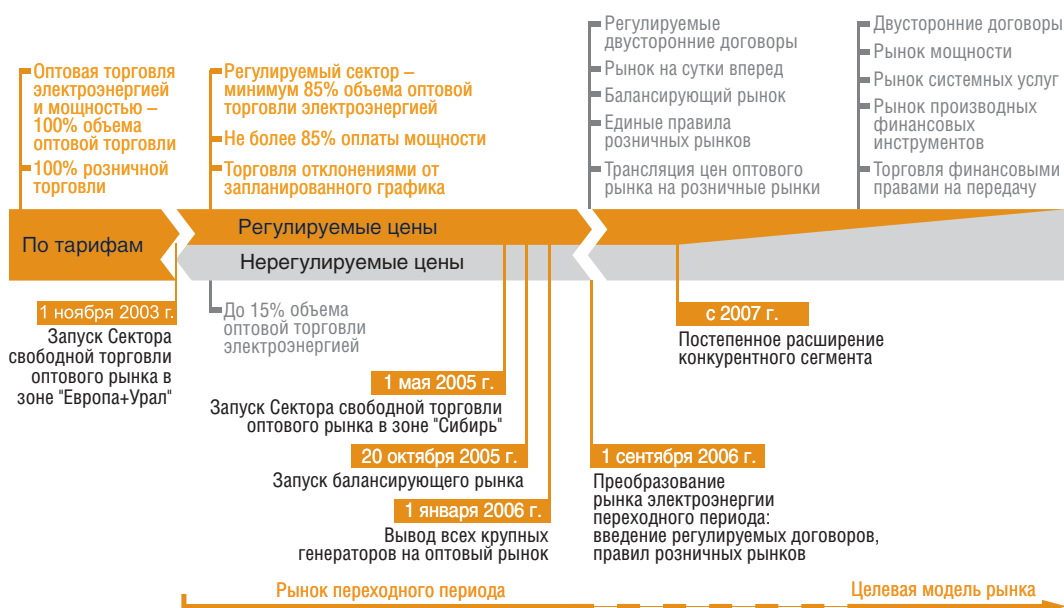 Оптовая торговля
электроэнергией
и мощностью –
100% объема
оптовой торговли
100% розничной
торговли
Регулируемый сектор –
минимум 85% объема оптовой
торговли электроэнергией
Не более 85% оплаты мощности
Торговля отклонениями от
запланированного графика
Регулируемые
двусторонние договоры
Рынок на сутки вперед
Балансирующий рынок
Единые правила
розничных рынков
Трансляция цен оптового
рынка на розничные рынки
Двусторонние договоры
Рынок мощности
Рынок системных услуг
Рынок производных
финансовых
инструментов
Торговля финансовыми
правами на передачу
По тарифам
Регулируемые цены
Нерегулируемые цены
1 ноября 2003 г.
Запуск Сектора
свободной торговли
оптового рынка в
зоне "Европа+Урал"
До 15% объема
оптовой торговли
электроэнергией
1 мая 2005 г.
Запуск Сектора свободной торговли
оптового рынка в зоне "Сибирь"
20 октября 2005 г.
Запуск балансирующего рынка
1 января 2006 г.
Вывод всех крупных
генераторов на оптовый рынок
1 сентября 2006 г.
Преобразование
рынка электроэнергии
переходного периода:
введение регулируемых договоров,
правил розничных рынков
с 2007 г.
Постепенное расширение
конкурентного сегмента
Рынок переходного периода
Целевая модель рынка